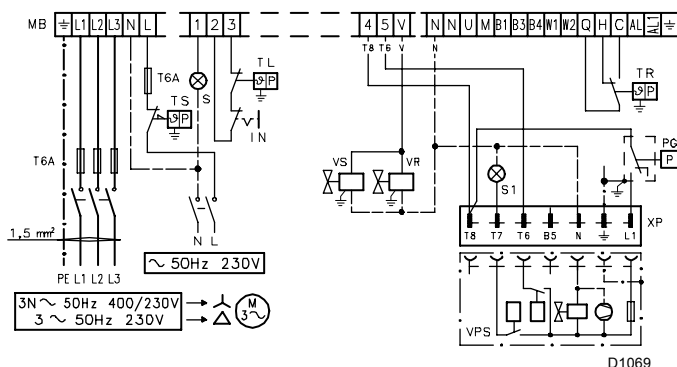 MB ⏚ L1 L2 L3 N L 1 2 3 4 5 V N N U M B1 B3 B4 W1 W2 Q H C AL AL1 ⏚
T8 T6 V N
T6A
S
TL
ϑ P
TS
ϑ P
IN
TR
ϑ P
T6A
VS
VR
S1
PG
P
XP
T8 T7 T6 B5 N ⏚ L1
1,5 mm²
N L
PE L1 L2 L3
∼ 50Hz 230V
3N ∼ 50Hz 400/230V
3 ∼ 50Hz 230V
M
3∼
VPS
D1069